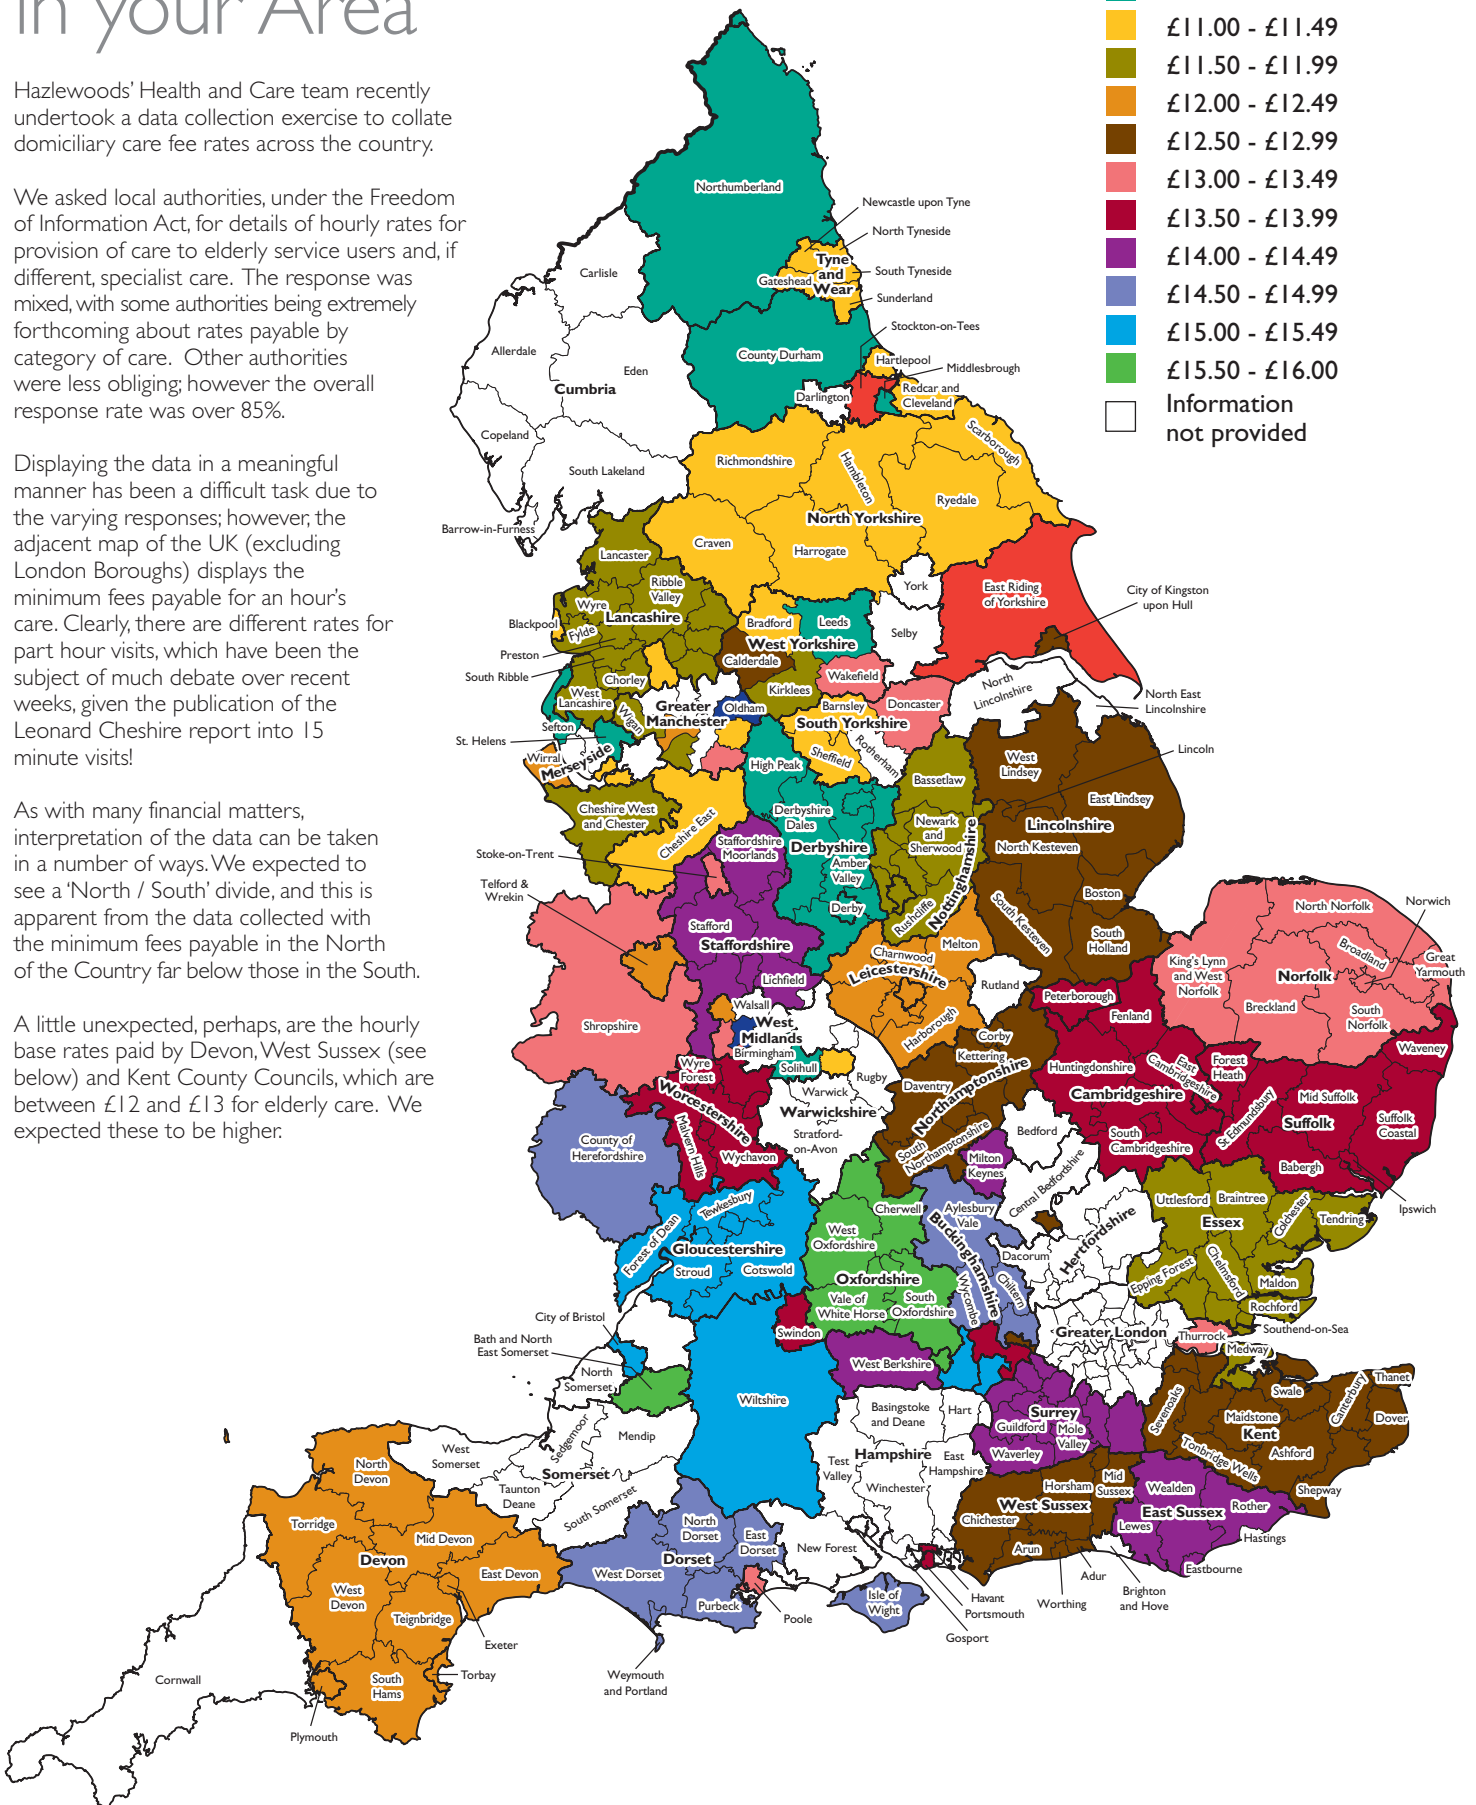 in your Area
Hazlewoods’ Health and Care team recently
undertook a data collection exercise to collate
domiciliary care fee rates across the country.
We asked local authorities, under the Freedom
of Information Act, for details of hourly rates for
provision of care to elderly service users and, if
different, specialist care. The response was
mixed, with some authorities being extremely
forthcoming about rates payable by
category of care. Other authorities
were less obliging; however the overall
response rate was over 85%.
Displaying the data in a meaningful
manner has been a difficult task due to
the varying responses; however, the
adjacent map of the UK (excluding
London Boroughs) displays the
minimum fees payable for an hour’s
care. Clearly, there are different rates for
part hour visits, which have been the
subject of much debate over recent
weeks, given the publication of the
Leonard Cheshire report into 15
minute visits!
As with many financial matters,
interpretation of the data can be taken
in a number of ways. We expected to
see a ‘North / South’ divide, and this is
apparent from the data collected with
the minimum fees payable in the North
of the Country far below those in the South.
A little unexpected, perhaps, are the hourly
base rates paid by Devon, West Sussex (see
below) and Kent County Councils, which are
between £12 and £13 for elderly care. We
expected these to be higher.
£11.00 - £11.49
£11.50 - £11.99
£12.00 - £12.49
£12.50 - £12.99
£13.00 - £13.49
£13.50 - £13.99
£14.00 - £14.49
£14.50 - £14.99
£15.00 - £15.49
£15.50 - £16.00
Information
not provided
Northumberland
Newcastle upon Tyne
North Tyneside
Tyne
and
Wear
South Tyneside
Gateshead
Sunderland
Carlisle
Stockton-on-Tees
Allerdale
Eden
County Durham
Hartlepool
Middlesbrough
Cumbria
Darlington
Redcar and
Cleveland
Copeland
South Lakeland
Richmondshire
Hambleton
Scarborough
Ryedale
North Yorkshire
Barrow-in-Furness
Craven
Harrogate
Lancaster
York
East Riding
of Yorkshire
City of Kingston
upon Hull
Ribble
Valley
Wyre
Lancashire
Blackpool
Fylde
Bradford
Leeds
Selby
West Yorkshire
Preston
Calderdale
South Ribble
Chorley
Wakefield
Kirklees
West
Lancashire
Wigan
Greater
Manchester
Oldham
Barnsley
Doncaster
North
Lincolnshire
North East
Lincolnshire
South Yorkshire
Sefton
St. Helens
Wirral
Merseyside
Sheffield
Rotherham
Lincoln
High Peak
Bassetlaw
West
Lindsey
East Lindsey
Cheshire West
and Chester
Cheshire East
Derbyshire
Dales
Newark
and
Sherwood
Lincolnshire
Staffordshire
Moorlands
Derbyshire
North Kesteven
Stoke-on-Trent
Amber
Valley
Nottinghamshire
Telford &
Wrekin
Derby
Rushcliffe
Boston
South Kesteven
North Norfolk
Norwich
Stafford
Staffordshire
Melton
South
Holland
Charnwood
Leicestershire
Broadland
Great
Yarmouth
King's Lynn
and West
Norfolk
Norfolk
Lichfield
Rutland
Peterborough
Breckland
South
Norfolk
Walsall
Fenland
Shropshire
West
Midlands
Harborough
Corby
Waveney
Birmingham
Kettering
Huntingdonshire
East
Cambridgeshire
Forest
Heath
Wyre
Forest
Solihull
Rugby
Daventry
Northamptonshire
Cambridgeshire
Mid Suffolk
Worcestershire
Warwick
Warwickshire
St Edmundsbury
Suffolk
Suffolk
Coastal
County of
Herefordshire
Malvern Hills
Wychavon
Stratford-
on-Avon
South
Northamptonshire
Bedford
South
Cambridgeshire
Babergh
Milton
Keynes
Central Bedfordshire
Ipswich
Tewkesbury
Cherwell
Aylesbury
Vale
Uttlesford
Braintree
Colchester
Tendring
Essex
Forest of Dean
Gloucestershire
West
Oxfordshire
Buckinghamshire
Dacorum
Hertfordshire
Stroud
Cotswold
Oxfordshire
Epping Forest
Chelmsford
Maldon
Vale of
White Horse
South
Oxfordshire
Wycombe
Chiltern
Rochford
City of Bristol
Swindon
Greater London
Thurrock
Southend-on-Sea
Bath and North
East Somerset
West Berkshire
Medway
North
Somerset
Wiltshire
Basingstoke
and Deane
Hart
Sevenoaks
Swale
Canterbury
Thanet
Surrey
Guildford
Mole
Valley
Maidstone
Kent
Dover
Sedgemoor
Mendip
West
Somerset
Hampshire
East
Hampshire
Waverley
Tonbridge Wells
Ashford
North
Devon
Somerset
Test
Valley
Taunton
Deane
Winchester
Horsham
Mid
Sussex
Wealden
Shepway
South Somerset
West Sussex
East Sussex
Rother
Torridge
North
Dorset
Chichester
Lewes
Mid Devon
East
Dorset
New Forest
Hastings
Devon
Dorset
Arun
East Devon
West Dorset
Adur
Eastbourne
West
Devon
Isle of
Wight
Havant
Brighton
and Hove
Teignbridge
Purbeck
Poole
Portsmouth
Worthing
Exeter
Gosport
Cornwall
South
Hams
Torbay
Weymouth
and Portland
Plymouth